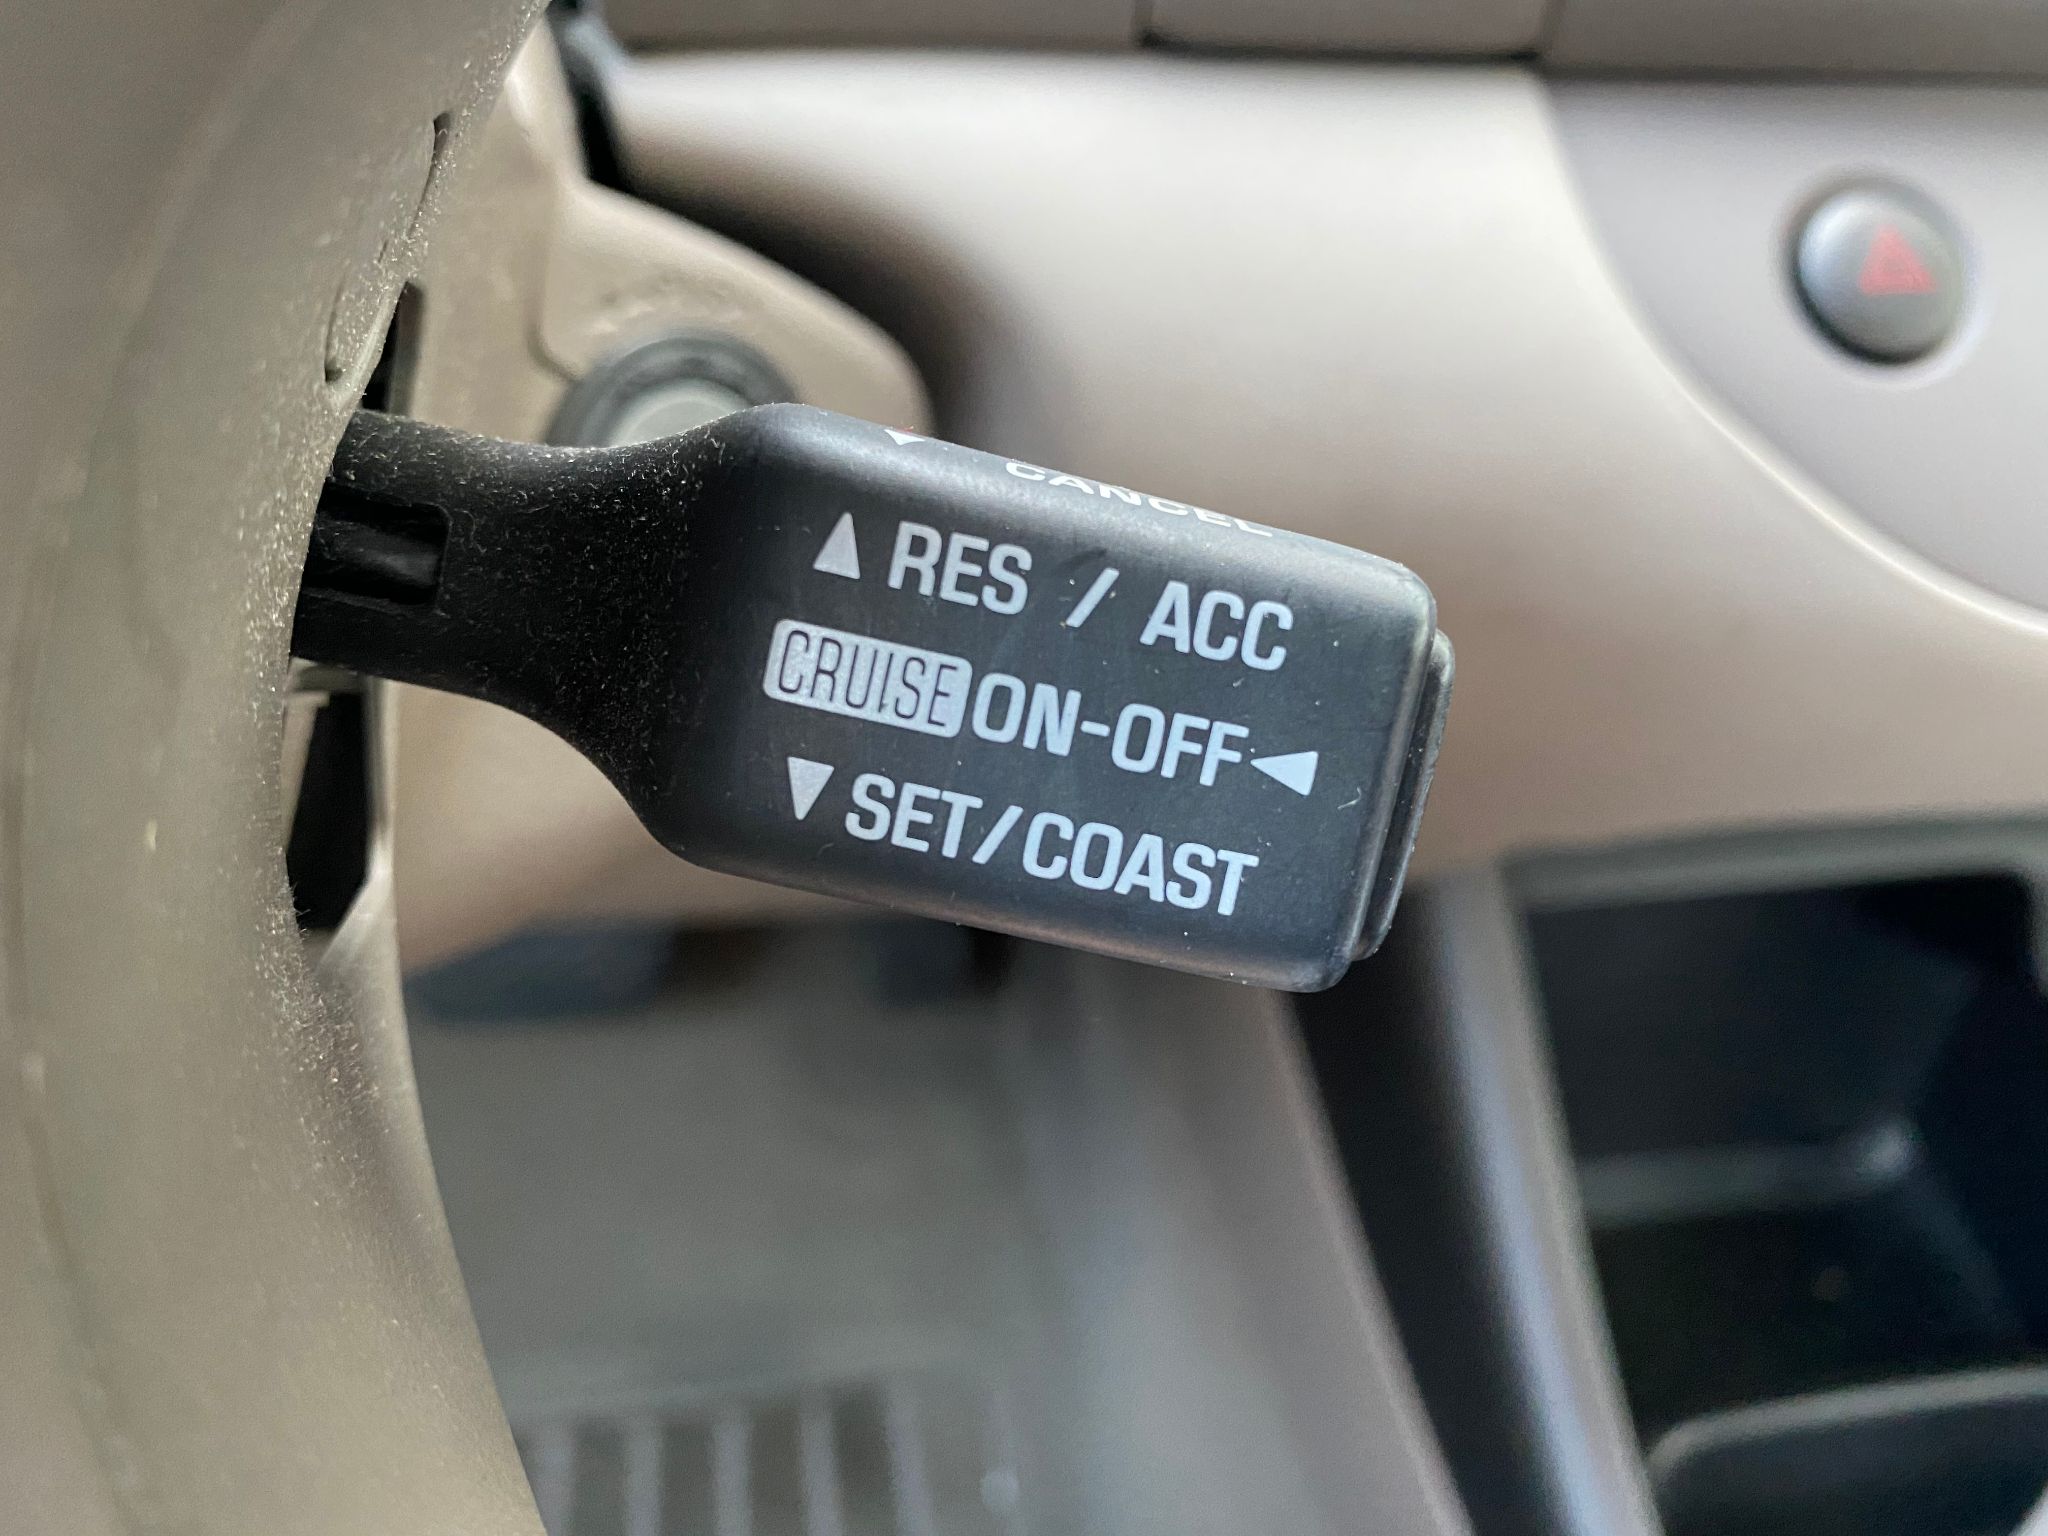 CANCEL
RES / ACC
CRUISE ON-OFF
SET/COAST